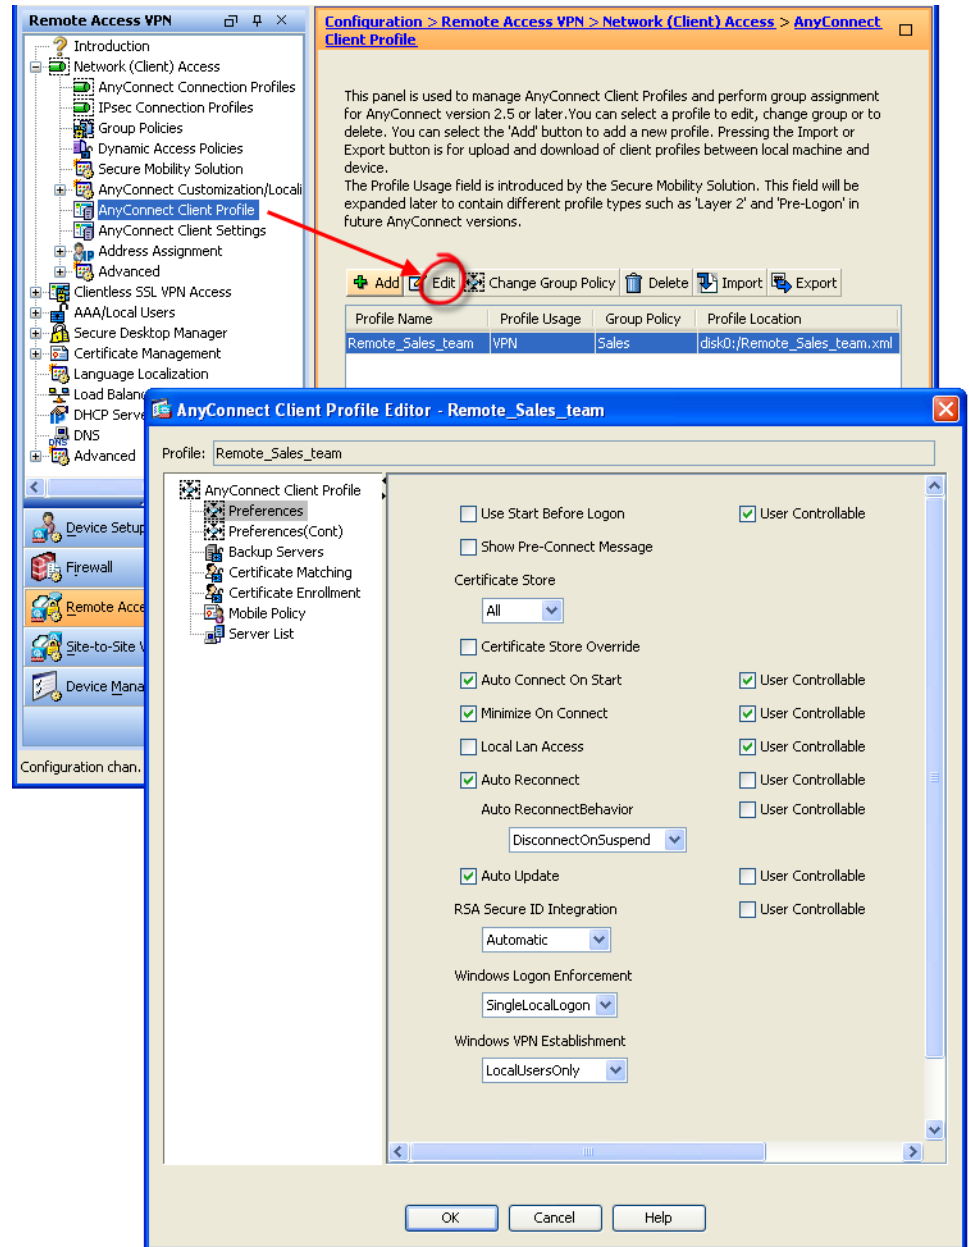 Remote Access VPN
Introduction
Network (Client) Access
AnyConnect Connection Profiles
IPsec Connection Profiles
Group Policies
Dynamic Access Policies
Secure Mobility Solution
AnyConnect Customization/Locali
AnyConnect Client Profile
AnyConnect Client Settings
Address Assignment
Advanced
Clientless SSL VPN Access
AAA/Local Users
Secure Desktop Manager
Certificate Management
Language Localization
Load Balanc
DHCP Serve
DNS
Advanced
Device Setup
Firewall
Remote Acce
Site-to-Site V
Device Mana
Configuration chan.
Configuration > Remote Access VPN > Network (Client) Access > AnyConnect
Client Profile
This panel is used to manage AnyConnect Client Profiles and perform group assignment
for AnyConnect version 2.5 or later.You can select a profile to edit, change group or to
delete. You can select the 'Add' button to add a new profile. Pressing the Import or
Export button is for upload and download of client profiles between local machine and
device.
The Profile Usage field is introduced by the Secure Mobility Solution. This field will be
expanded later to contain different profile types such as 'Layer 2' and 'Pre-Logon' in
future AnyConnect versions.
Add Edit Change Group Policy Delete Import Export
Profile Name Profile Usage Group Policy Profile Location
Remote_Sales_team VPN Sales disk0:/Remote_Sales_team.xml
AnyConnect Client Profile Editor - Remote_Sales_team
Profile: Remote_Sales_team
AnyConnect Client Profile
Preferences
Preferences(Cont)
Backup Servers
Certificate Matching
Certificate Enrollment
Mobile Policy
Server List
Use Start Before Logon User Controllable
Show Pre-Connect Message
Certificate Store
All
Certificate Store Override
Auto Connect On Start User Controllable
Minimize On Connect User Controllable
Local Lan Access User Controllable
Auto Reconnect User Controllable
Auto ReconnectBehavior User Controllable
DisconnectOnSuspend
Auto Update User Controllable
RSA Secure ID Integration User Controllable
Automatic
Windows Logon Enforcement
SingleLocalLogon
Windows VPN Establishment
LocalUsersOnly
OK Cancel Help